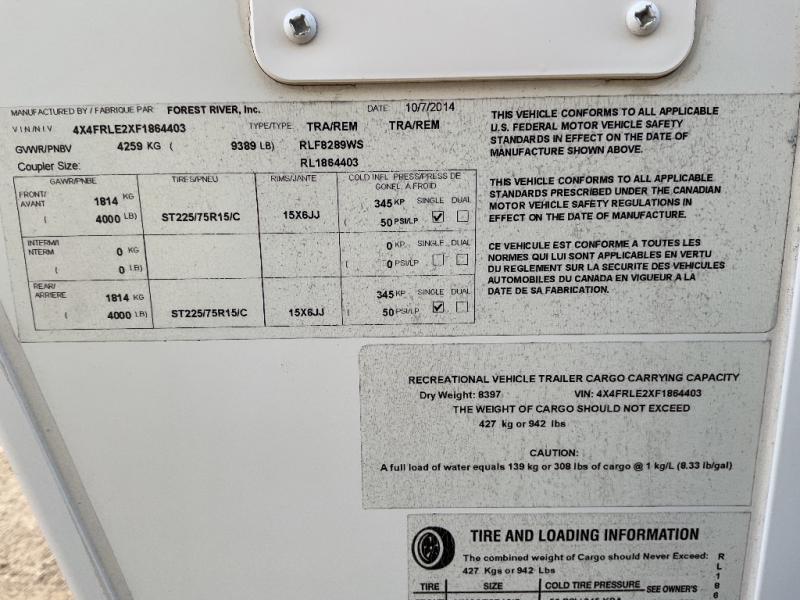 MANUFACTURED BY / FABRIQUE PAR: FOREST RIVER, Inc. DATE: 10/7/2014
VIN/NIV 4X4FRLE2XF1864403 TYPE/TYPE: TRA/REM TRA/REM
GVWR/PNBV 4259 KG ( 9389 LB) RLF8289WS
Coupler Size: RL1864403
GAWR/PNBE TIRES/PNEU RIMS/JANTE COLD INFL. PRESS/PRESS DE GONFL. A FROID
FRONT/ AVANT 1814 KG 345 KP SINGLE DUAL
( 4000 LB) ST225/75R15/C 15X6JJ ( 50 PSI/LP
INTERM/I NTERM 0 KG 0 KP SINGLE DUAL
( 0 LB) ( 0 PSI/LP
REAR/ ARRIERE 1814 KG 345 KP SINGLE DUAL
( 4000 LB) ST225/75R15/C 15X6JJ ( 50 PSI/LP
THIS VEHICLE CONFORMS TO ALL APPLICABLE
U.S. FEDERAL MOTOR VEHICLE SAFETY
STANDARDS IN EFFECT ON THE DATE OF
MANUFACTURE SHOWN ABOVE.
THIS VEHICLE CONFORMS TO ALL APPLICABLE
STANDARDS PRESCRIBED UNDER THE CANADIAN
MOTOR VEHICLE SAFETY REGULATIONS IN
EFFECT ON THE DATE OF MANUFACTURE.
CE VEHICULE EST CONFORME A TOUTES LES
NORMES QUI LUI SONT APPLICABLES EN VERTU
DU REGLEMENT SUR LA SECURITE DES VEHICULES
AUTOMOBILES DU CANADA EN VIGUEUR A LA
DATE DE SA FABRICATION.
RECREATIONAL VEHICLE TRAILER CARGO CARRYING CAPACITY
Dry Weight: 8397 VIN: 4X4FRLE2XF1864403
THE WEIGHT OF CARGO SHOULD NOT EXCEED
427 kg or 942 lbs
CAUTION:
A full load of water equals 139 kg or 308 lbs of cargo @ 1 kg/L (8.33 lb/gal)
TIRE AND LOADING INFORMATION
The combined weight of Cargo should Never Exceed:
427 Kgs or 942 Lbs
TIRE SIZE COLD TIRE PRESSURE SEE OWNER'S
RL186